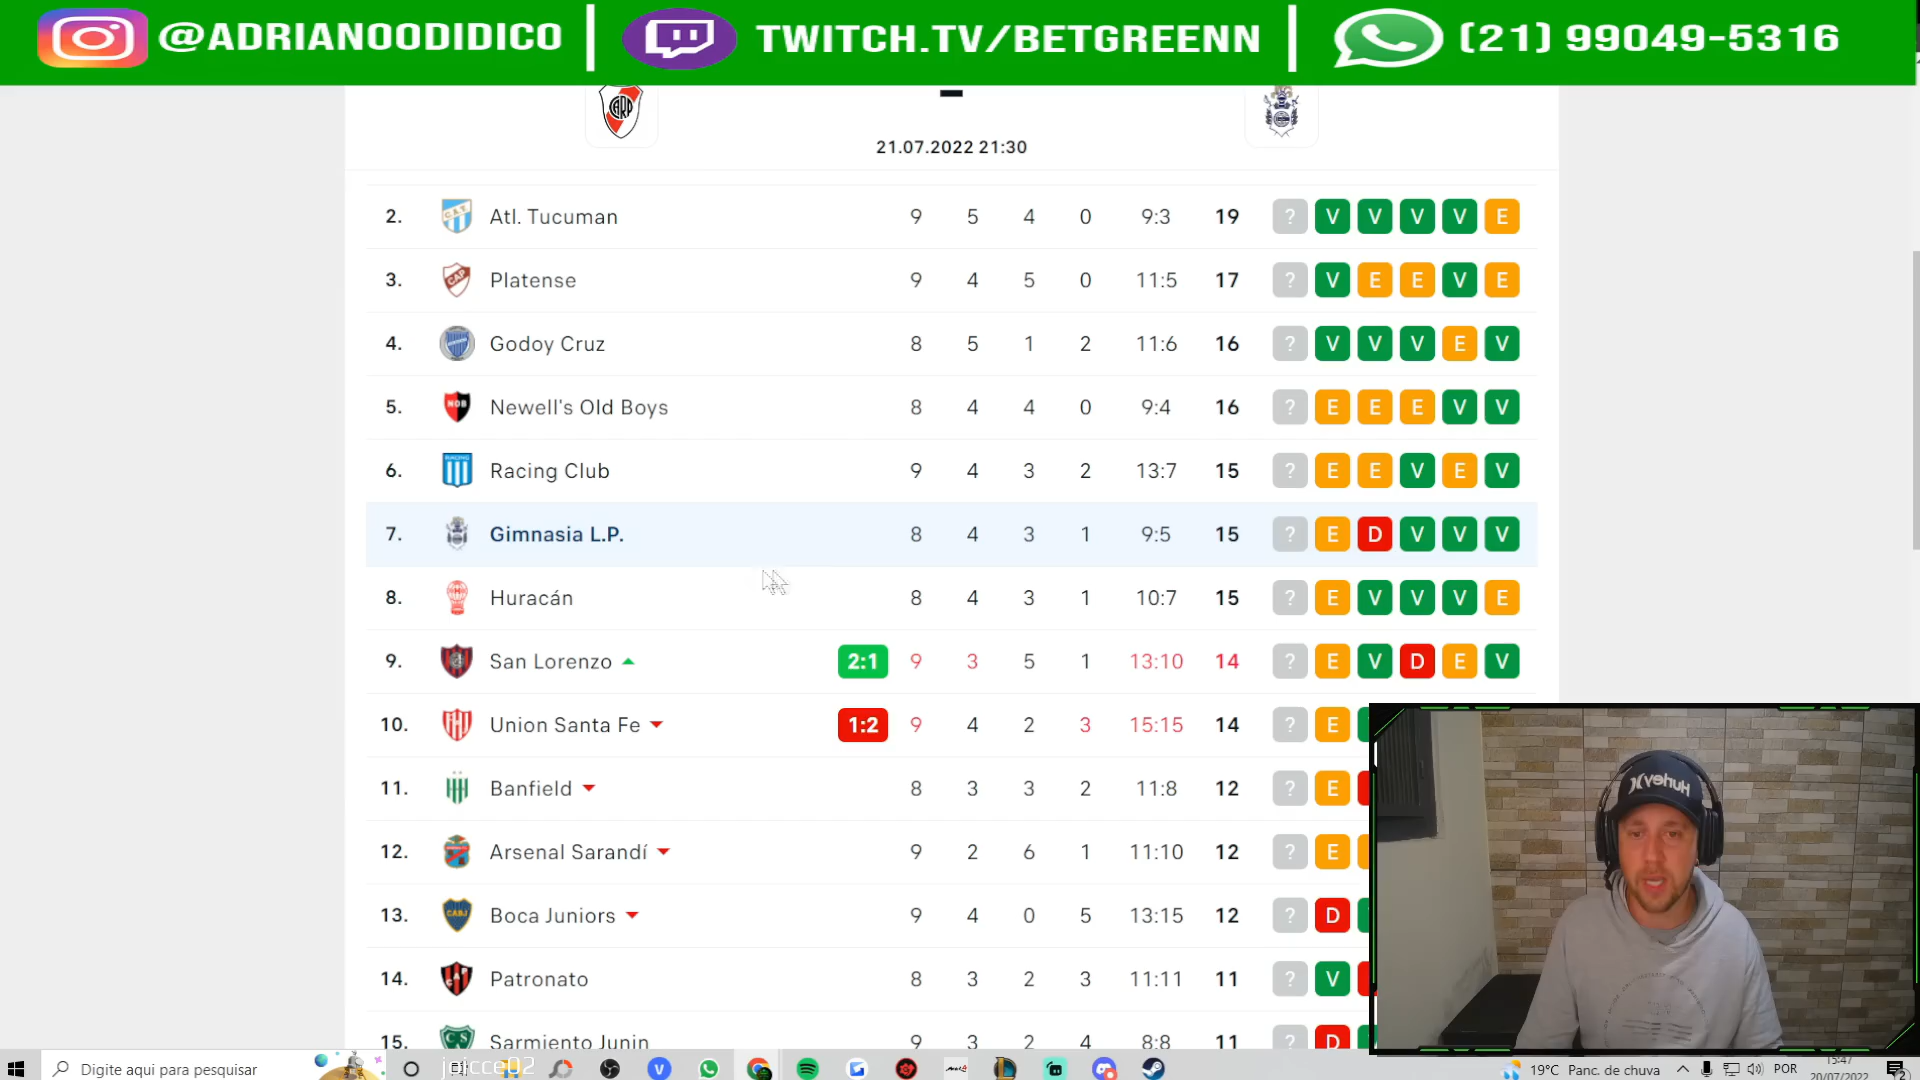 @ADRIANOODIDICO | TWITCH.TV/BETGREENN | (21) 99049-5316
21.07.2022 21:30
2. Atl. Tucuman 9 5 4 0 9:3 19 ? V V V V E
3. Platense 9 4 5 0 11:5 17 ? V E E V E
4. Godoy Cruz 8 5 1 2 11:6 16 ? V V V E V
5. Newell's Old Boys 8 4 4 0 9:4 16 ? E E E V V
6. Racing Club 9 4 3 2 13:7 15 ? E E V E V
7. Gimnasia L.P. 8 4 3 1 9:5 15 ? E D V V V
8. Huracán 8 4 3 1 10:7 15 ? E V V V E
9. San Lorenzo 2:1 9 3 5 1 13:10 14 ? E V D E V
10. Union Santa Fe 1:2 9 4 2 3 15:15 14 ? E
11. Banfield 8 3 3 2 11:8 12 ? E
12. Arsenal Sarandí 9 2 6 1 11:10 12 ? E
13. Boca Juniors 9 4 0 5 13:15 12 ? D
14. Patronato 8 3 2 3 11:11 11 ? V
15. Sarmiento Junin 9 3 2 4 8:8 11 ? D
Digite aqui para pesquisar
19°C Panc. de chuva
POR
15:47
20/07/2022